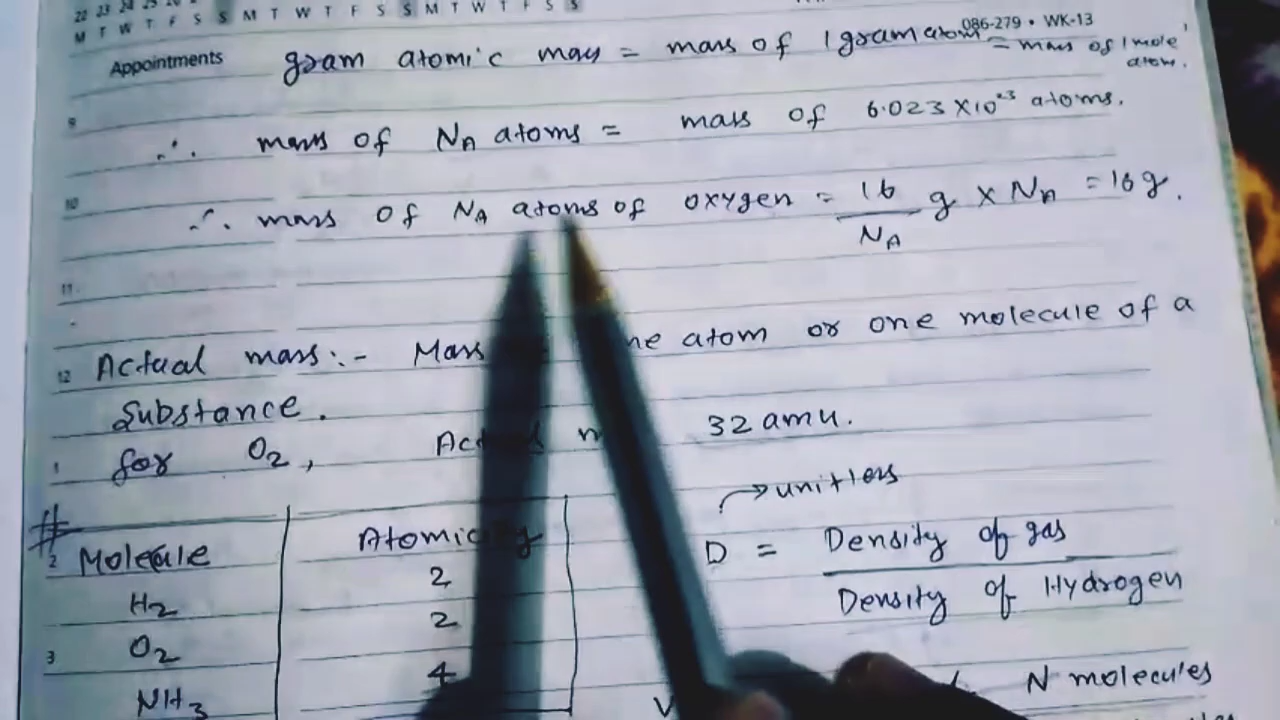 22 23 24 25
M T W T F S S M T W T F S S M T W T F S S
086-279 • WK-13
Appointments
gram atomic mass = mass of 1 gram atom = mass of 1 mole atom.
9
∴ mass of NA atoms = mass of 6.023 X 10²³ atoms.
10
∴ mass of NA atoms of oxygen = 16/NA g X NA = 16g.
11
12 Actual mass :- Mass atom or one molecule of a
Substance.
1 for O2, 32 amu.
→ unitless
# Molecule Atomicity
2
H2 2
O2 2
3
NH3 4
D = Density of gas / Density of Hydrogen
N molecules